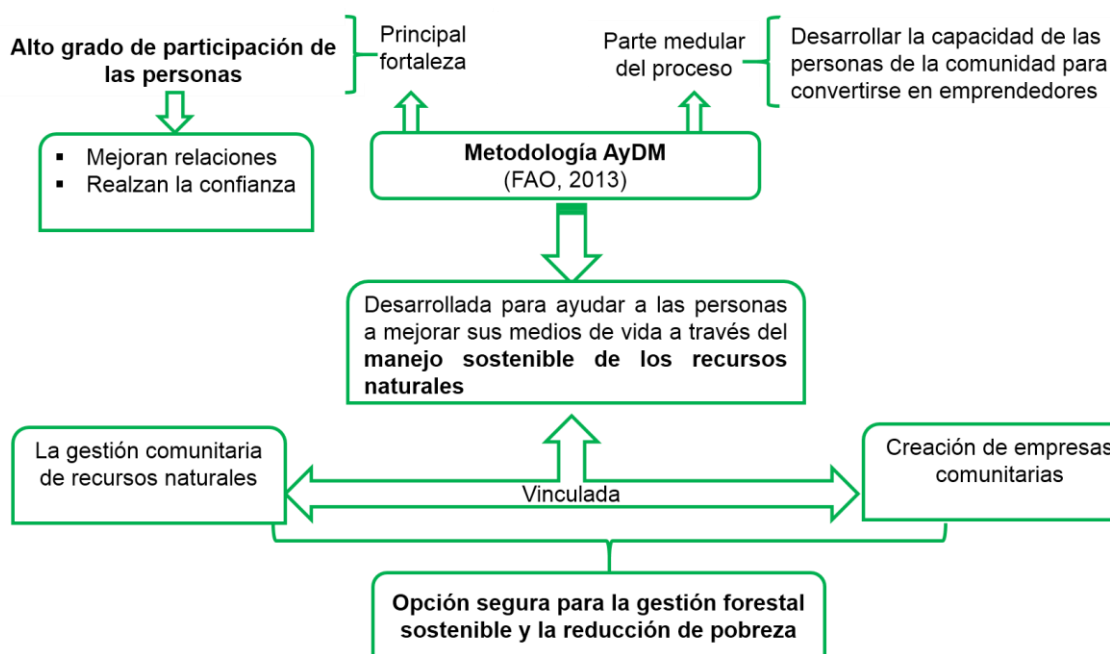 Alto grado de participación de
las personas
Principal
fortaleza
Parte medular
del proceso
Desarrollar la capacidad de las
personas de la comunidad para
convertirse en emprendedores
▪ Mejoran relaciones
▪ Realzan la confianza
Metodología AyDM
(FAO, 2013)
Desarrollada para ayudar a las personas
a mejorar sus medios de vida a través del
manejo sostenible de los recursos
naturales
La gestión comunitaria
de recursos naturales
Vinculada
Creación de empresas
comunitarias
Opción segura para la gestión forestal
sostenible y la reducción de pobreza